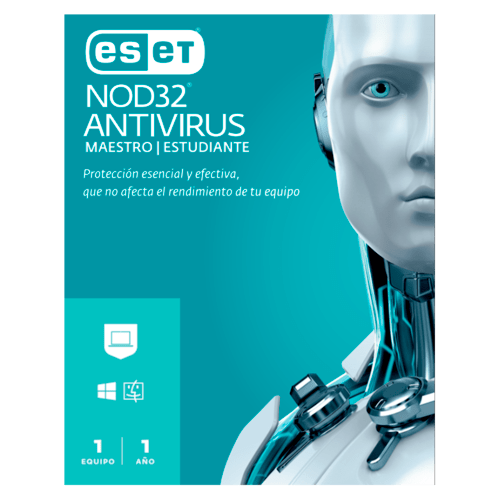 eset®
NOD32®
ANTIVIRUS
MAESTRO | ESTUDIANTE
Protección esencial y efectiva,
que no afecta el rendimiento de tu equipo
1 | 1
EQUIPO | AÑO